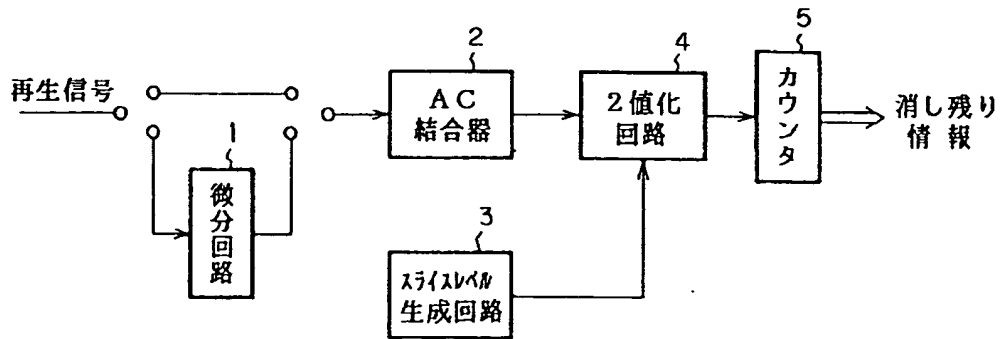 再生信号
1
微分回路
2
AC
結合器
3
スライスレベル
生成回路
4
2値化
回路
5
カウンタ
消し残り
情報